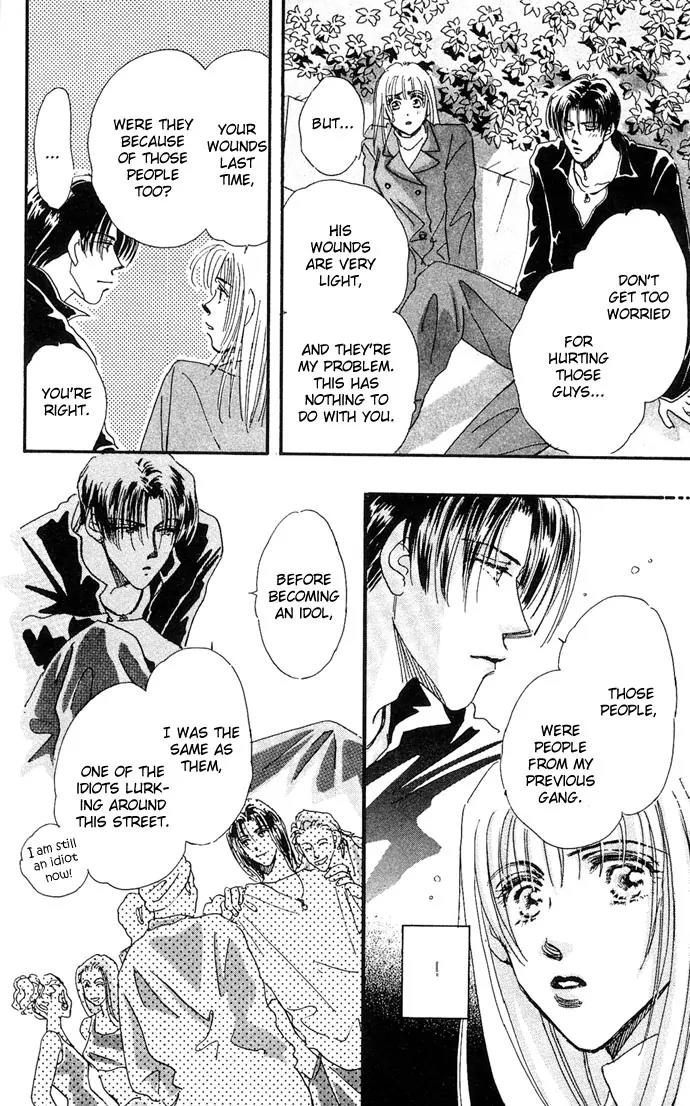 DON'T
GET TOO
WORRIED
FOR
HURTING
THOSE
GUYS...
BUT...
HIS
WOUNDS
ARE VERY
LIGHT,
AND THEY'RE
MY PROBLEM.
THIS HAS
NOTHING TO
DO WITH YOU.
YOUR
WOUNDS
LAST
TIME,
WERE THEY
BECAUSE
OF THOSE
PEOPLE
TOO?
...
YOU'RE
RIGHT.
THOSE
PEOPLE,
WERE
PEOPLE
FROM MY
PREVIOUS
GANG.
!
BEFORE
BECOMING
AN IDOL,
I WAS THE
SAME AS
THEM,
ONE OF THE
IDIOTS LURK-
ING AROUND
THIS STREET.
I am still
an idiot
now!